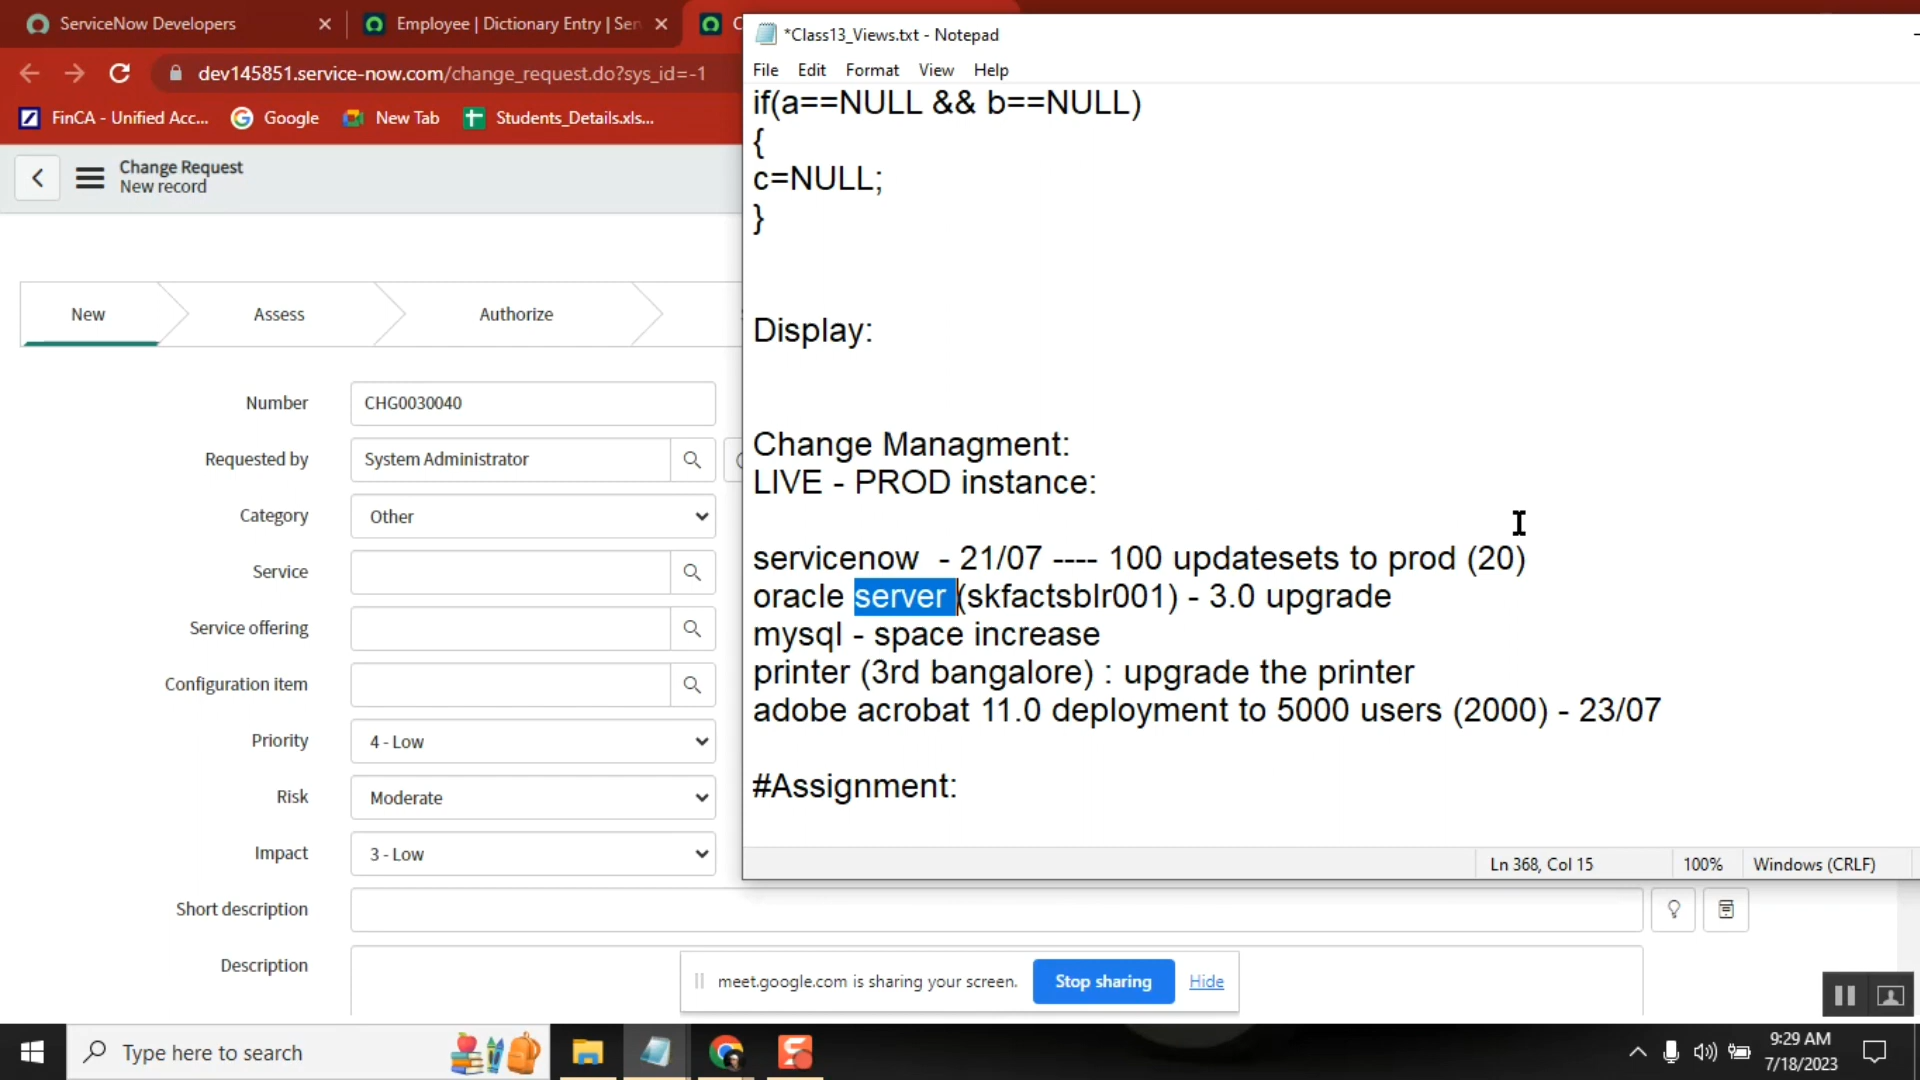 ServiceNow Developers
Employee | Dictionary Entry | Ser
C
dev145851.service-now.com/change_request.do?sys_id=-1
FinCA - Unified Acc...
Google
New Tab
Students_Details.xls...
Change Request
New record
New
Assess
Authorize
Number
CHG0030040
Requested by
System Administrator
Category
Other
Service
Service offering
Configuration item
Priority
4 - Low
Risk
Moderate
Impact
3 - Low
Short description
Description
*Class13_Views.txt - Notepad
File Edit Format View Help
if(a==NULL && b==NULL)
{
c=NULL;
}
Display:
Change Managment:
LIVE - PROD instance:
servicenow  - 21/07 ---- 100 updatesets to prod (20)
oracle server (skfactsblr001) - 3.0 upgrade
mysql - space increase
printer (3rd bangalore) : upgrade the printer
adobe acrobat 11.0 deployment to 5000 users (2000) - 23/07
#Assignment:
Ln 368, Col 15
100%
Windows (CRLF)
meet.google.com is sharing your screen.
Stop sharing
Hide
Type here to search
9:29 AM
7/18/2023